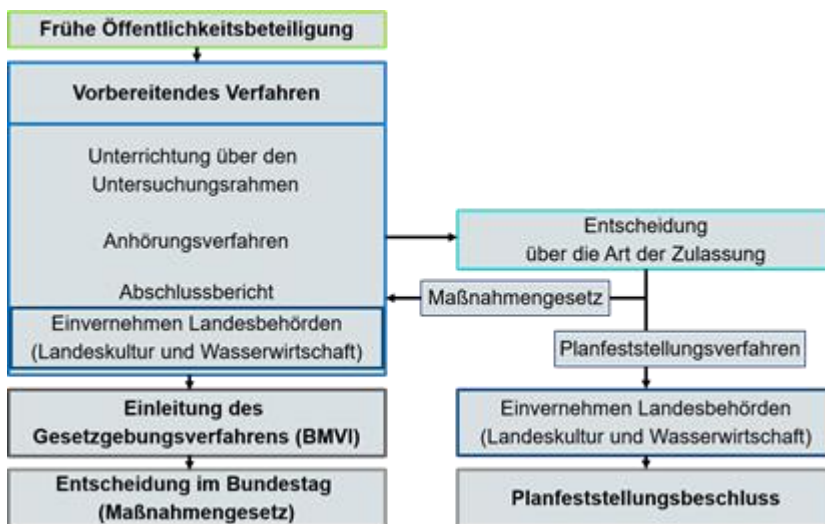 Frühe Öffentlichkeitsbeteiligung
Vorbereitendes Verfahren
Unterrichtung über den
Untersuchungsrahmen
Anhörungsverfahren
Abschlussbericht
Einvernehmen Landesbehörden
(Landeskultur und Wasserwirtschaft)
Einleitung des
Gesetzgebungsverfahrens (BMVI)
Entscheidung im Bundestag
(Maßnahmengesetz)
Entscheidung
über die Art der Zulassung
Maßnahmengesetz
Planfeststellungsverfahren
Einvernehmen Landesbehörden
(Landeskultur und Wasserwirtschaft)
Planfeststellungsbeschluss